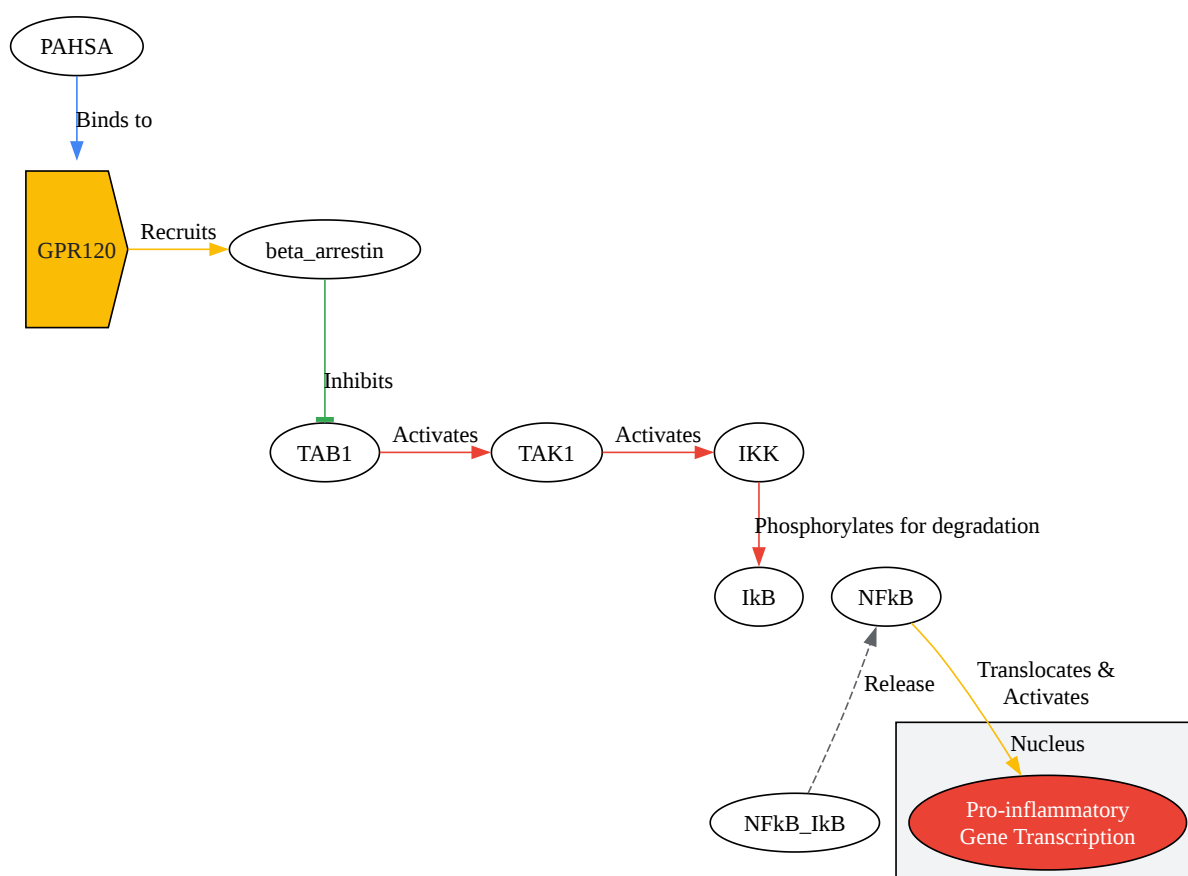 PAHSA
Binds to
GPR120
Recruits
beta_arrestin
Inhibits
TAB1
Activates
TAK1
Activates
IKK
Phosphorylates for degradation
IkB
NFkB
Release
Translocates &
Activates
Nucleus
NFkB_IkB
Pro-inflammatory
Gene Transcription